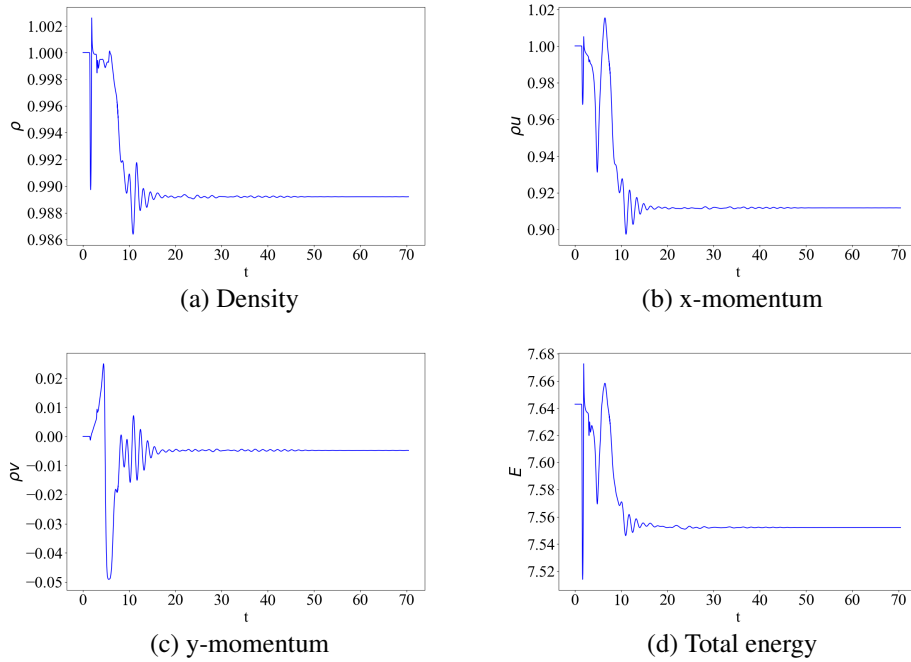 1.002
1.000
0.998
0.996
0.994
0.992
0.990
0.988
0.986
ρ
0 10 20 30 40 50 60 70
t
(a) Density
1.00
0.98
0.96
0.94
0.92
0.90
ρu
0 10 20 30 40 50 60 70
t
(b) x-momentum
0.02
0.01
0.00
−0.01
−0.02
−0.03
−0.04
−0.05
ρv
0 10 20 30 40 50 60 70
t
(c) y-momentum
7.68
7.66
7.64
7.62
7.60
7.58
7.56
7.54
7.52
E
0 10 20 30 40 50 60 70
t
(d) Total energy